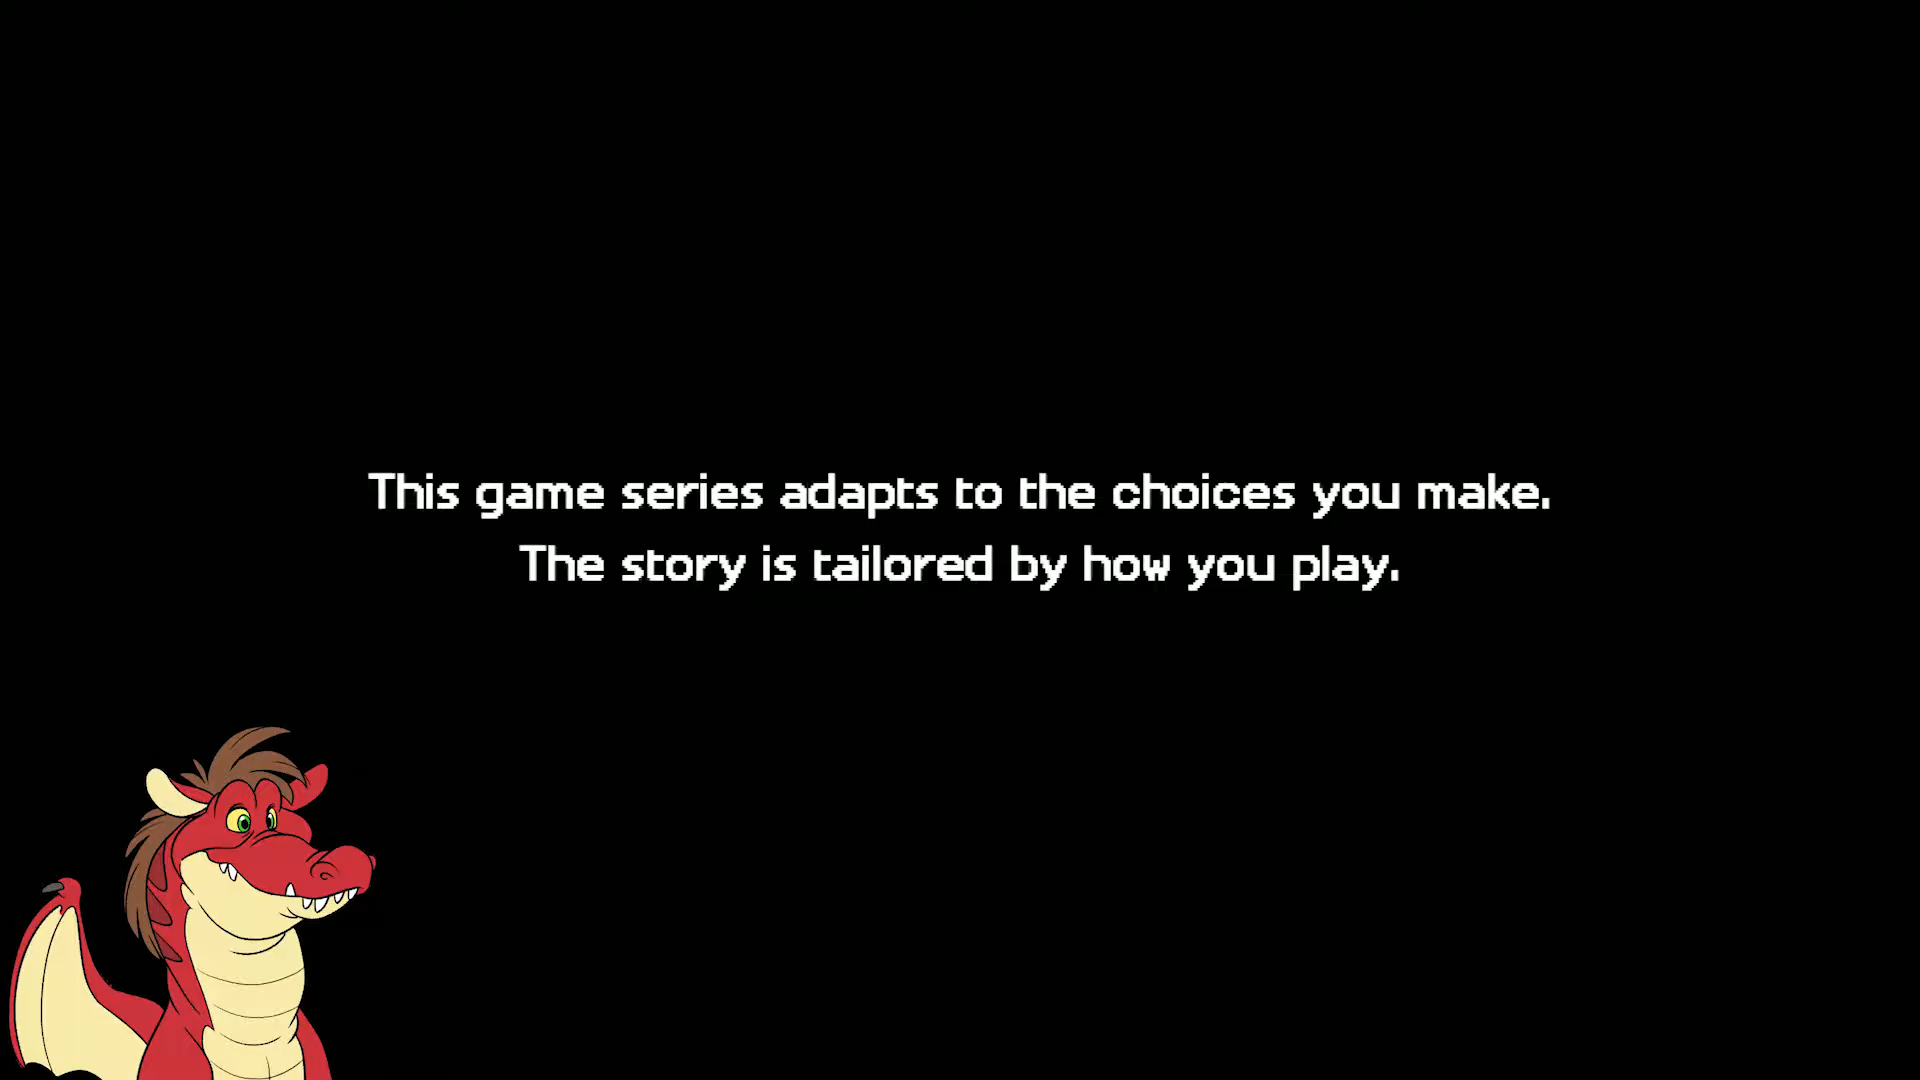 This game series adapts to the choices you make.
The story is tailored by how you play.